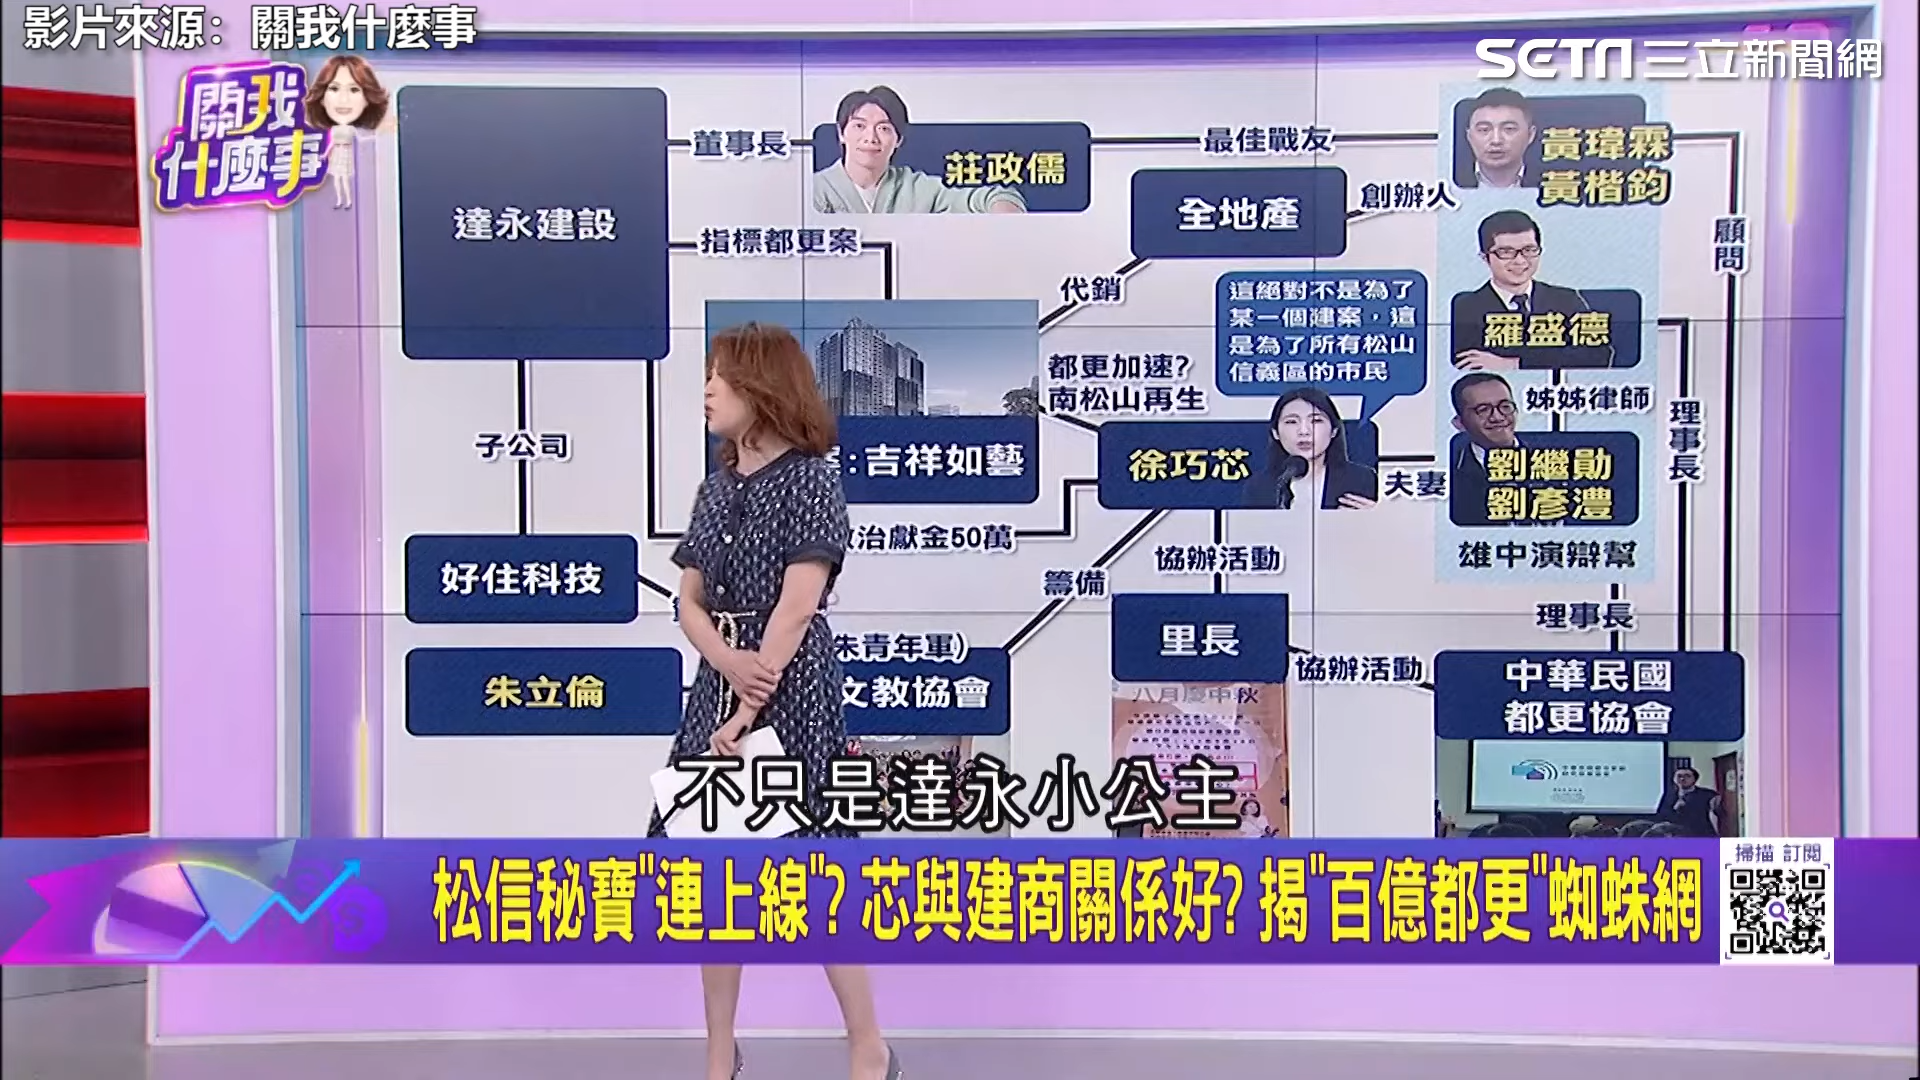 影片來源：關我什麼事
SETN三立新聞網
關我
什麼事
達永建設
董事長
莊政儒
最佳戰友
黃瑋霖
黃楷鈞
全地產
創辦人
顧問
指標都更案
代銷
這絕對不是為了
某一個建案，這
是為了所有松山
信義區的市民
羅盛德
都更加速?
南松山再生
姊姊律師
理事長
子公司
:吉祥如藝
徐巧芯
夫妻
劉繼勛
劉彥澧
雄中演辯幫
政治獻金50萬
好住科技
籌備
協辦活動
里長
理事長
朱青年軍)
朱立倫
文教協會
協辦活動
中華民國
都更協會
八月慶中秋
不只是達永小公主
松信秘寶"連上線"? 芯與建商關係好? 揭"百億都更"蜘蛛網
掃描 訂閱